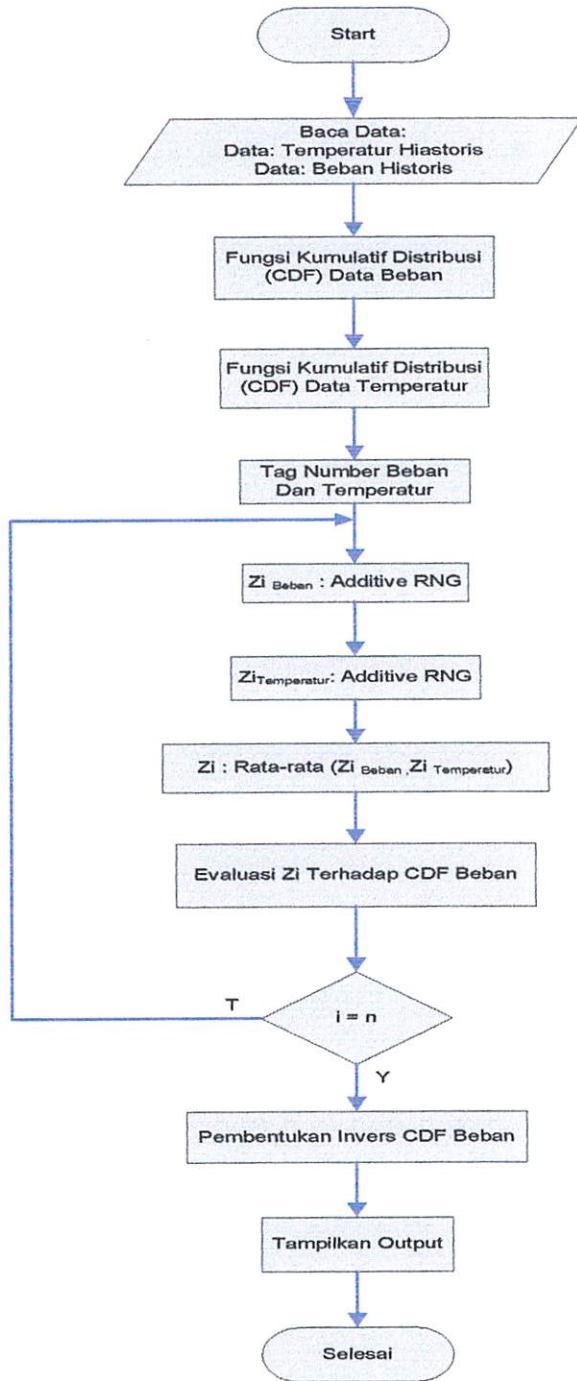 Start
Baca Data:
Data: Temperatur Hiastoris
Data: Beban Historis
Fungsi Kumulatif Distribusi
(CDF) Data Beban
Fungsi Kumulatif Distribusi
(CDF) Data Temperatur
Tag Number Beban
Dan Temperatur
Zi Beban : Additive RNG
ZiTemperatur: Additive RNG
Zi : Rata-rata (Zi Beban ,Zi Temperatur)
Evaluasi Zi Terhadap CDF Beban
T
i = n
Y
Pembentukan Invers CDF Beban
Tampilkan Output
Selesai